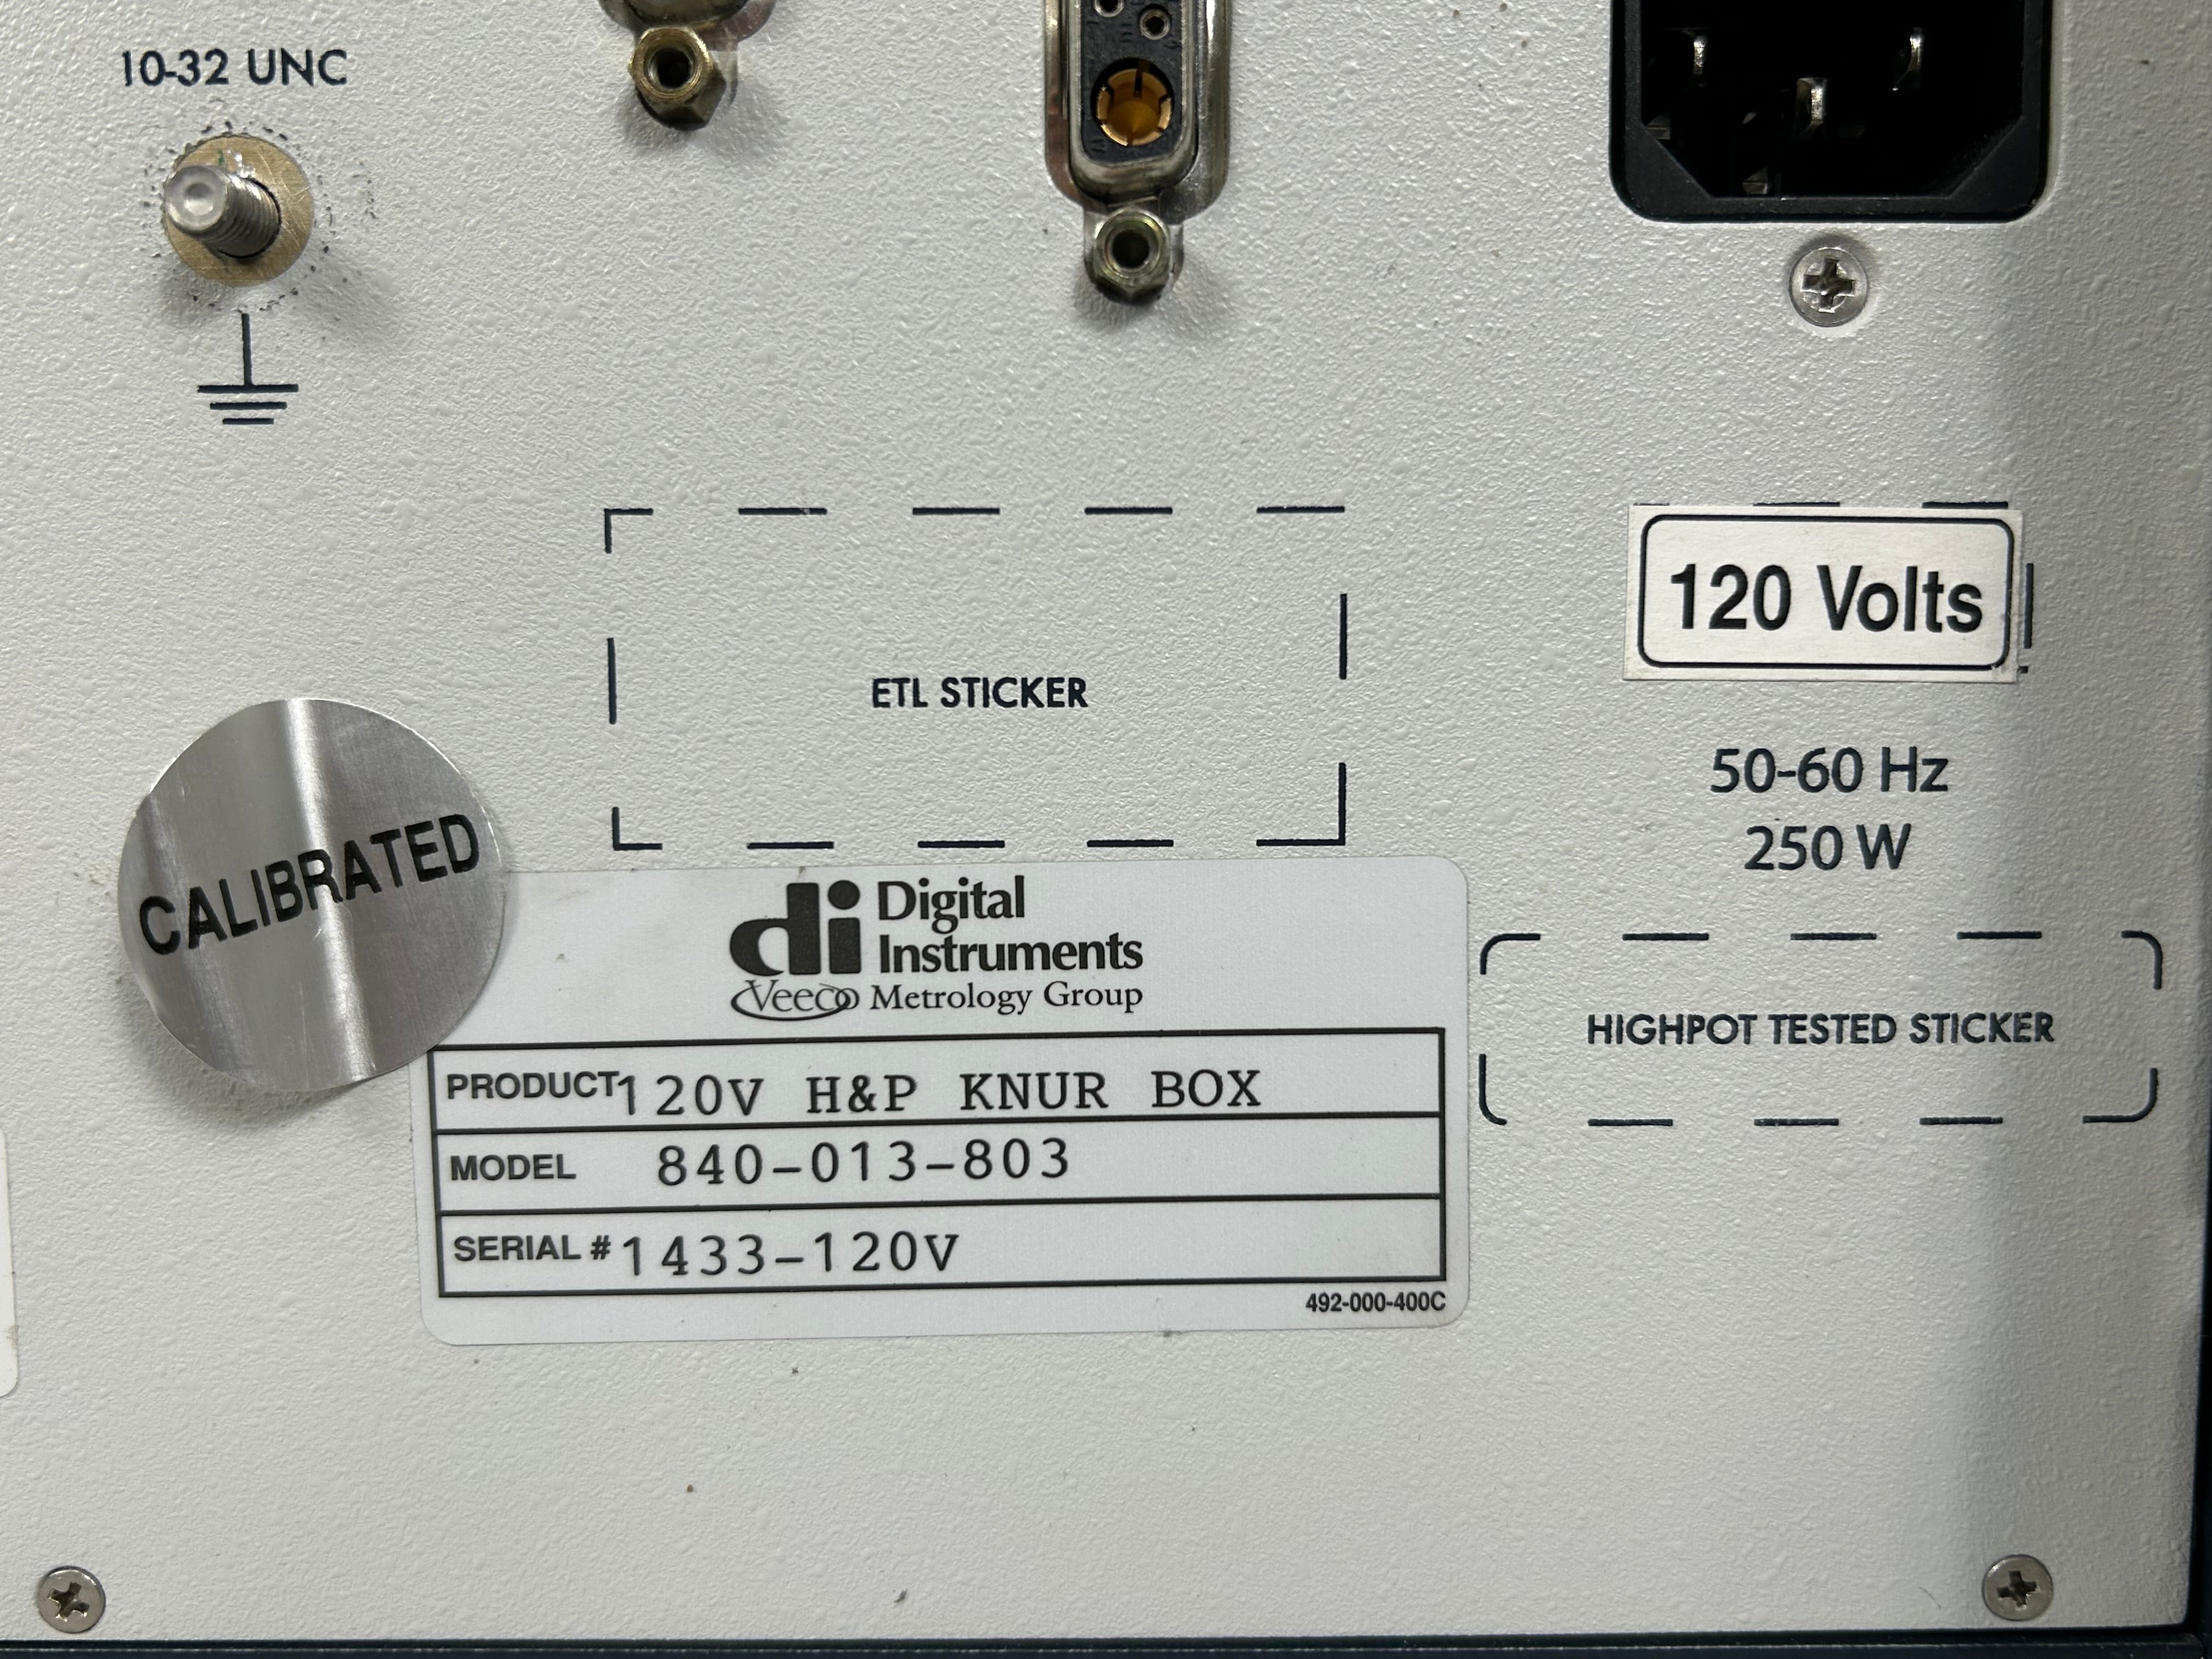 10-32 UNC
120 Volts
ETL STICKER
50-60 Hz
250 W
CALIBRATED
di Digital
Instruments
Veeco Metrology Group
HIGHPOT TESTED STICKER
PRODUCT 120V H&P KNUR BOX
MODEL 840-013-803
SERIAL # 1433-120V
492-000-400C